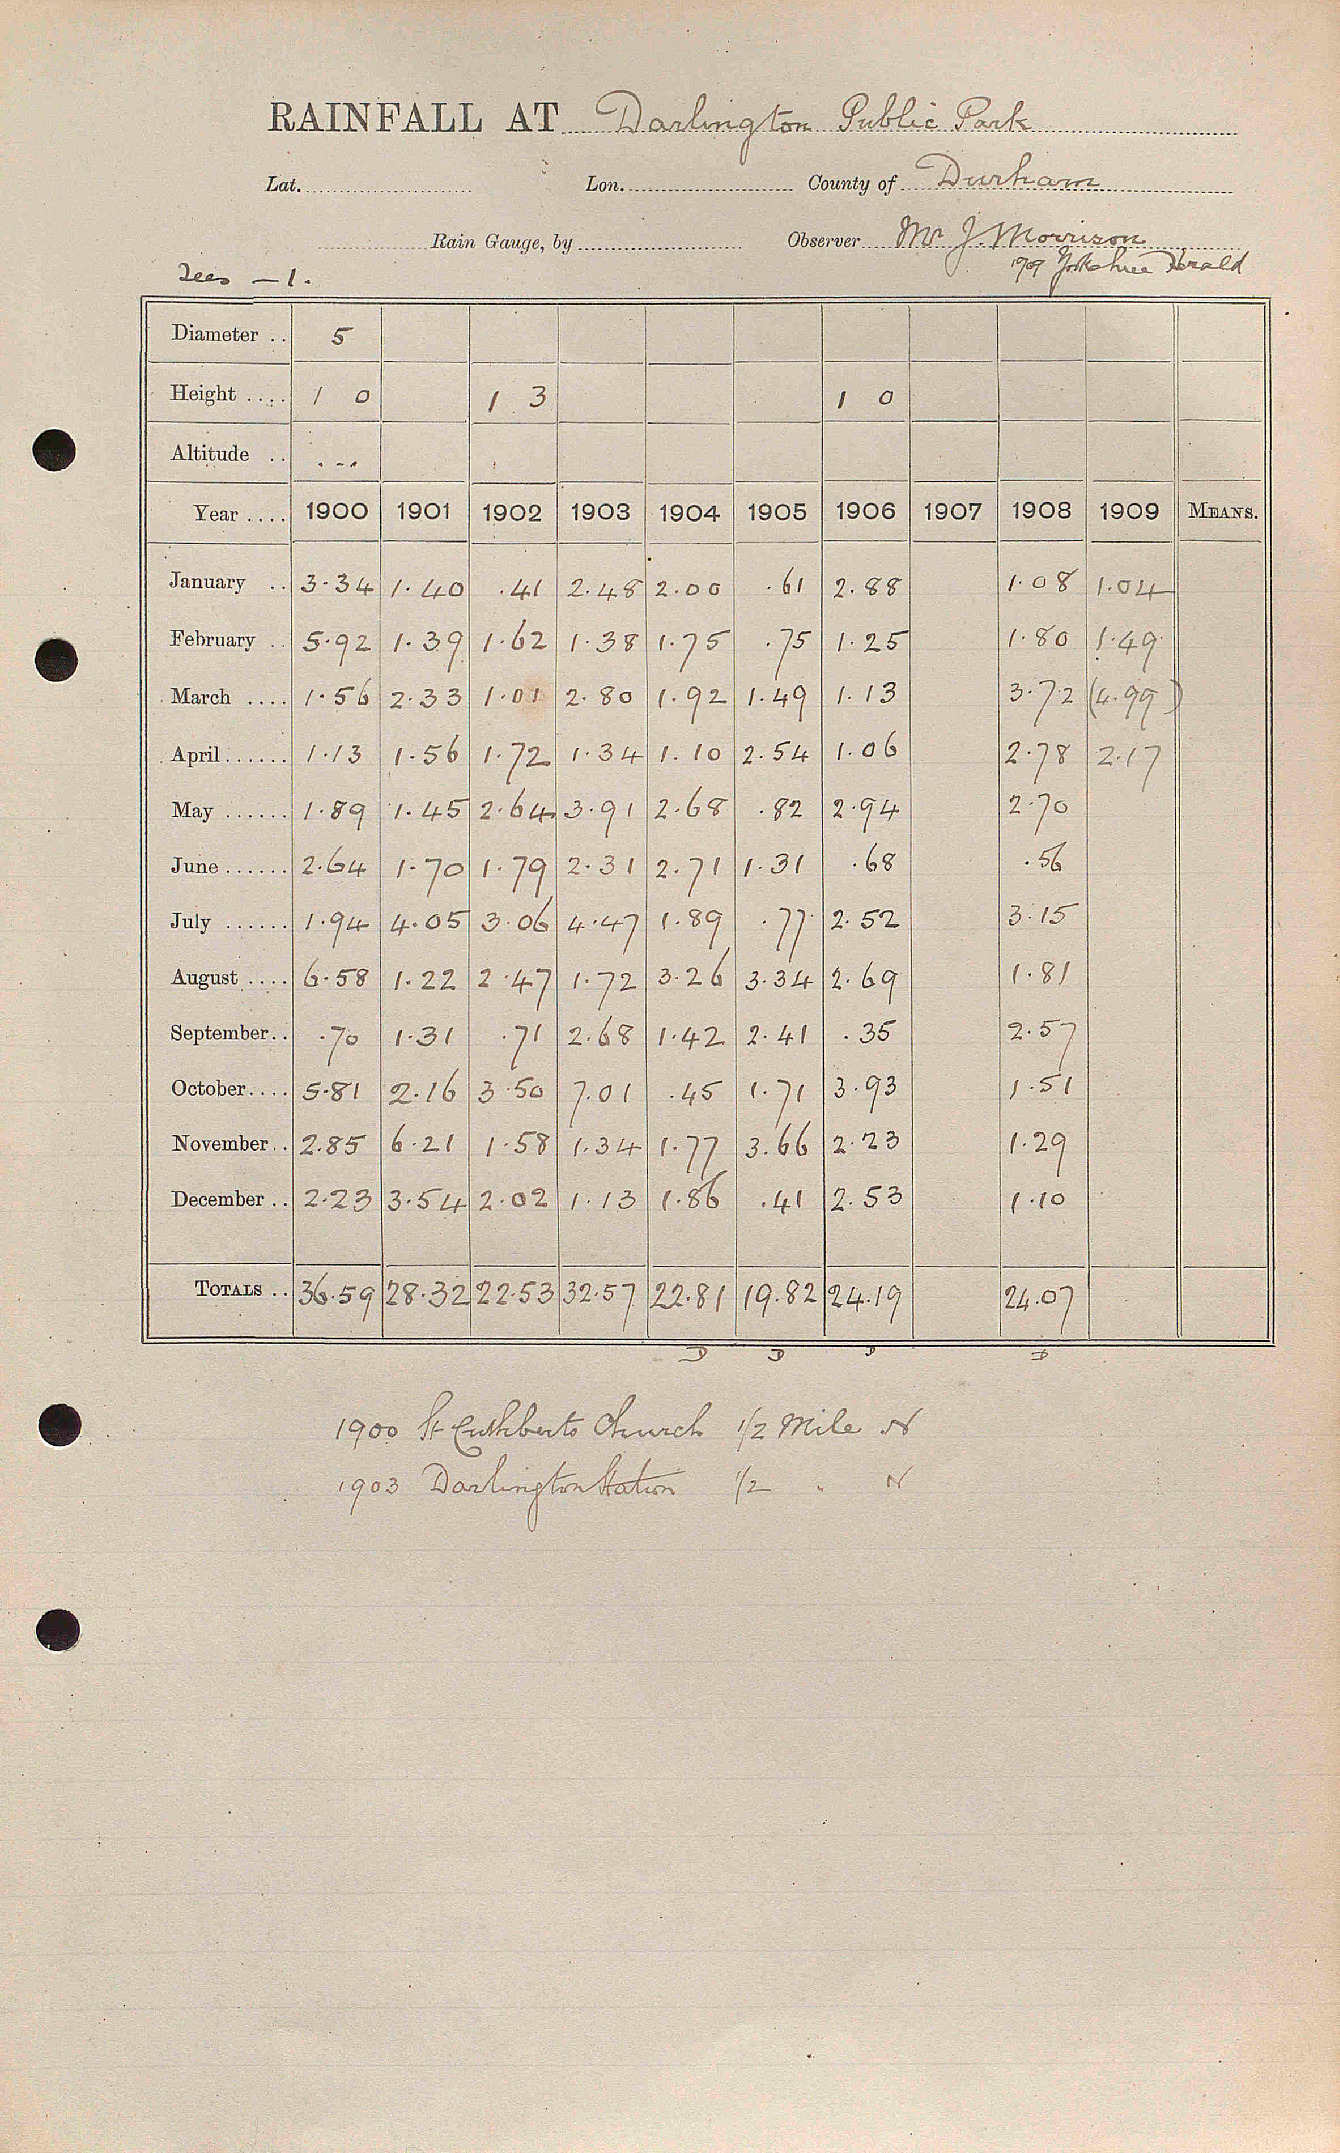 RAINFALL AT Darlington Public Park
Lat. Lon. County of Durham
Rain Gauge, by Observer Mr J. Morrison
1909 Yorkshire Herald
Tees — 1.
Diameter .. 5
Height .... 1 0 1 3 1 0
Altitude .. ...
Year .... 1900 1901 1902 1903 1904 1905 1906 1907 1908 1909 MEANS.
January .. 3.34 1.40 .41 2.48 2.00 .61 2.88 1.08 1.04
February .. 5.92 1.39 1.62 1.38 1.75 .75 1.25 1.80 1.49
March .... 1.56 2.33 1.01 2.80 1.92 1.49 1.13 3.72 (4.99)
April ...... 1.13 1.56 1.72 1.34 1.10 2.54 1.06 2.78 2.17
May ...... 1.89 1.45 2.64 3.91 2.68 .82 2.94 2.70
June ...... 2.64 1.70 1.79 2.31 2.71 1.31 .68 .56
July ...... 1.94 4.05 3.06 4.47 1.89 .77 2.52 3.15
August .... 6.58 1.22 2.47 1.72 3.26 3.34 2.69 1.81
September .. .70 1.31 .71 2.68 1.42 2.41 .35 2.57
October .... 5.81 2.16 3.50 7.01 .45 1.71 3.93 1.51
November .. 2.85 6.21 1.58 1.34 1.77 3.66 2.23 1.29
December .. 2.23 3.54 2.02 1.13 1.86 .41 2.53 1.10
TOTALS .. 36.59 28.32 22.53 32.57 22.81 19.82 24.19 24.07
D D D D
1900 St Cuthberts Church 1/2 Mile N
1903 Darlington Station 1/2 " N